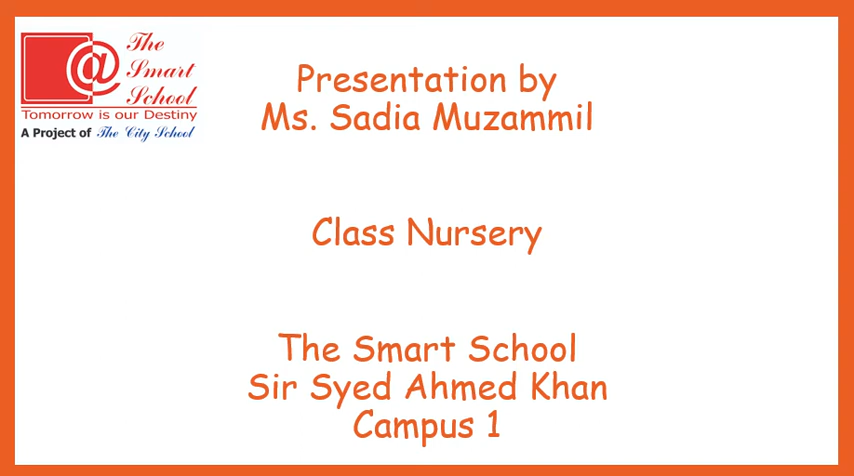 The
Smart
School
Tomorrow is our Destiny
A Project of The City School
Presentation by
Ms. Sadia Muzammil
Class Nursery
The Smart School
Sir Syed Ahmed Khan
Campus 1